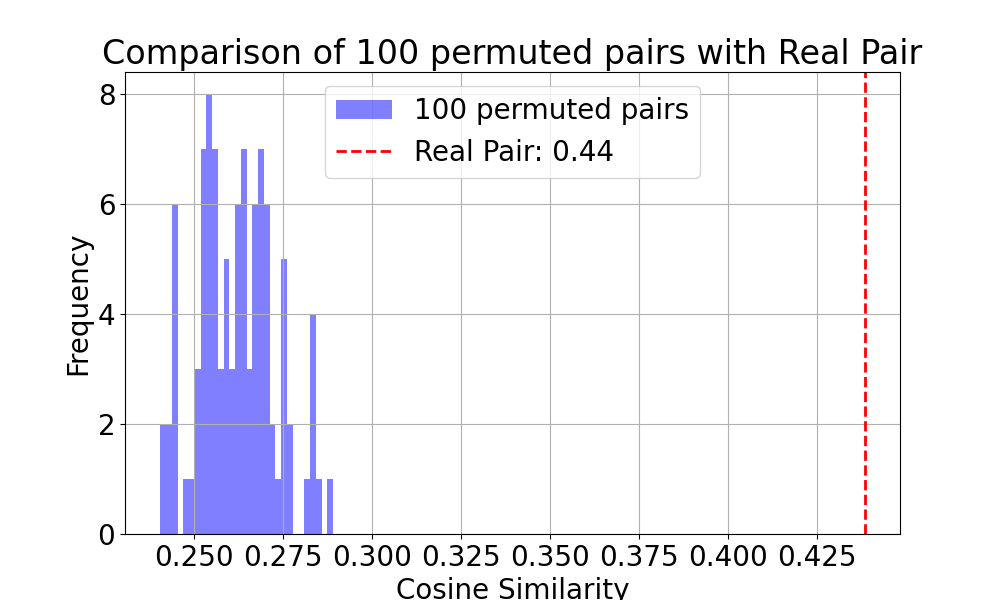 Comparison of 100 permuted pairs with Real Pair
100 permuted pairs
Real Pair: 0.44
Frequency
8
6
4
2
0
0.250 0.275 0.300 0.325 0.350 0.375 0.400 0.425
Cosine Similarity